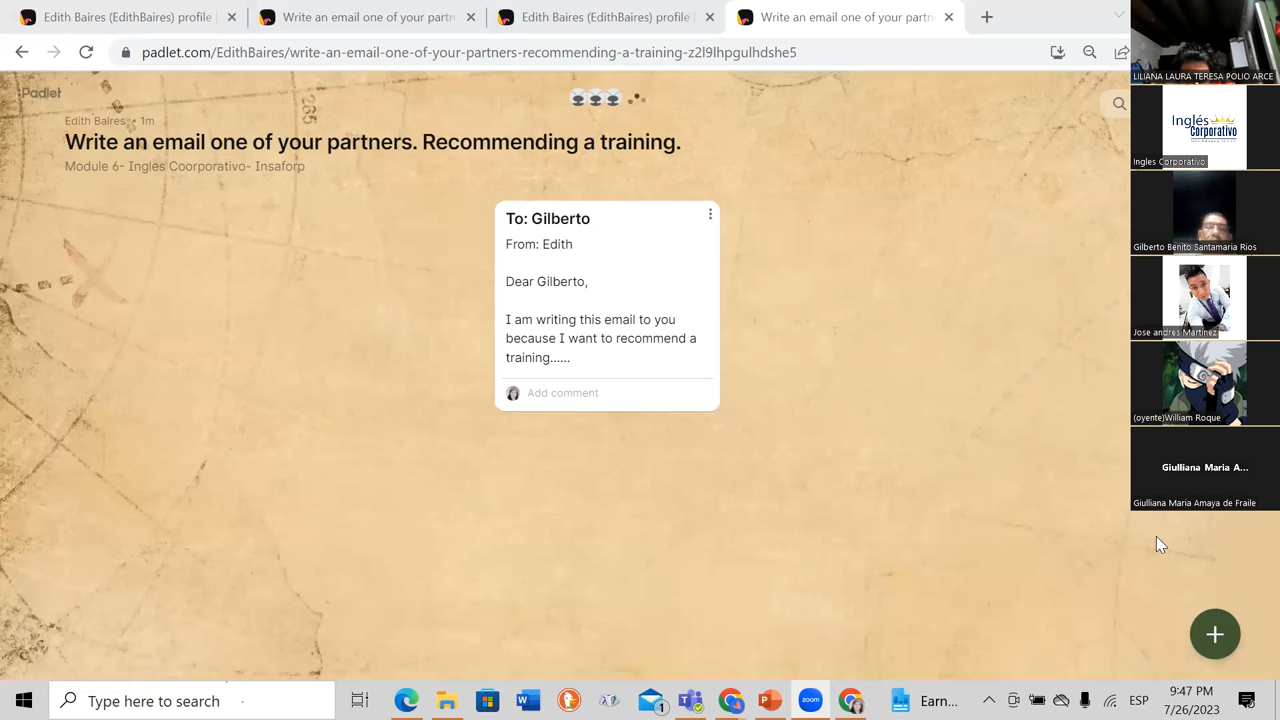 Edith Baires (EdithBaires) profile
Write an email one of your partn
Edith Baires (EdithBaires) profile
Write an email one of your partn
padlet.com/EdithBaires/write-an-email-one-of-your-partners-recommending-a-training-z2l9lhpgulhdshe5
:Padlet
Edith Baires • 1m
Write an email one of your partners. Recommending a training.
Module 6- Ingles Coorporativo- Insaforp
285
To: Gilberto
From: Edith
Dear Gilberto,
I am writing this email to you
because I want to recommend a
training......
Add comment
LILIANA LAURA TERESA POLIO ARCE
Inglés
Corporativo
Ingles Corporativo
Gilberto Benito Santamaria Rios
Jose andres Martinez
(oyente)William Roque
Giulliana Maria A...
Giulliana Maria Amaya de Fraile
Type here to search
1
zoom
Earn...
ESP
9:47 PM
7/26/2023